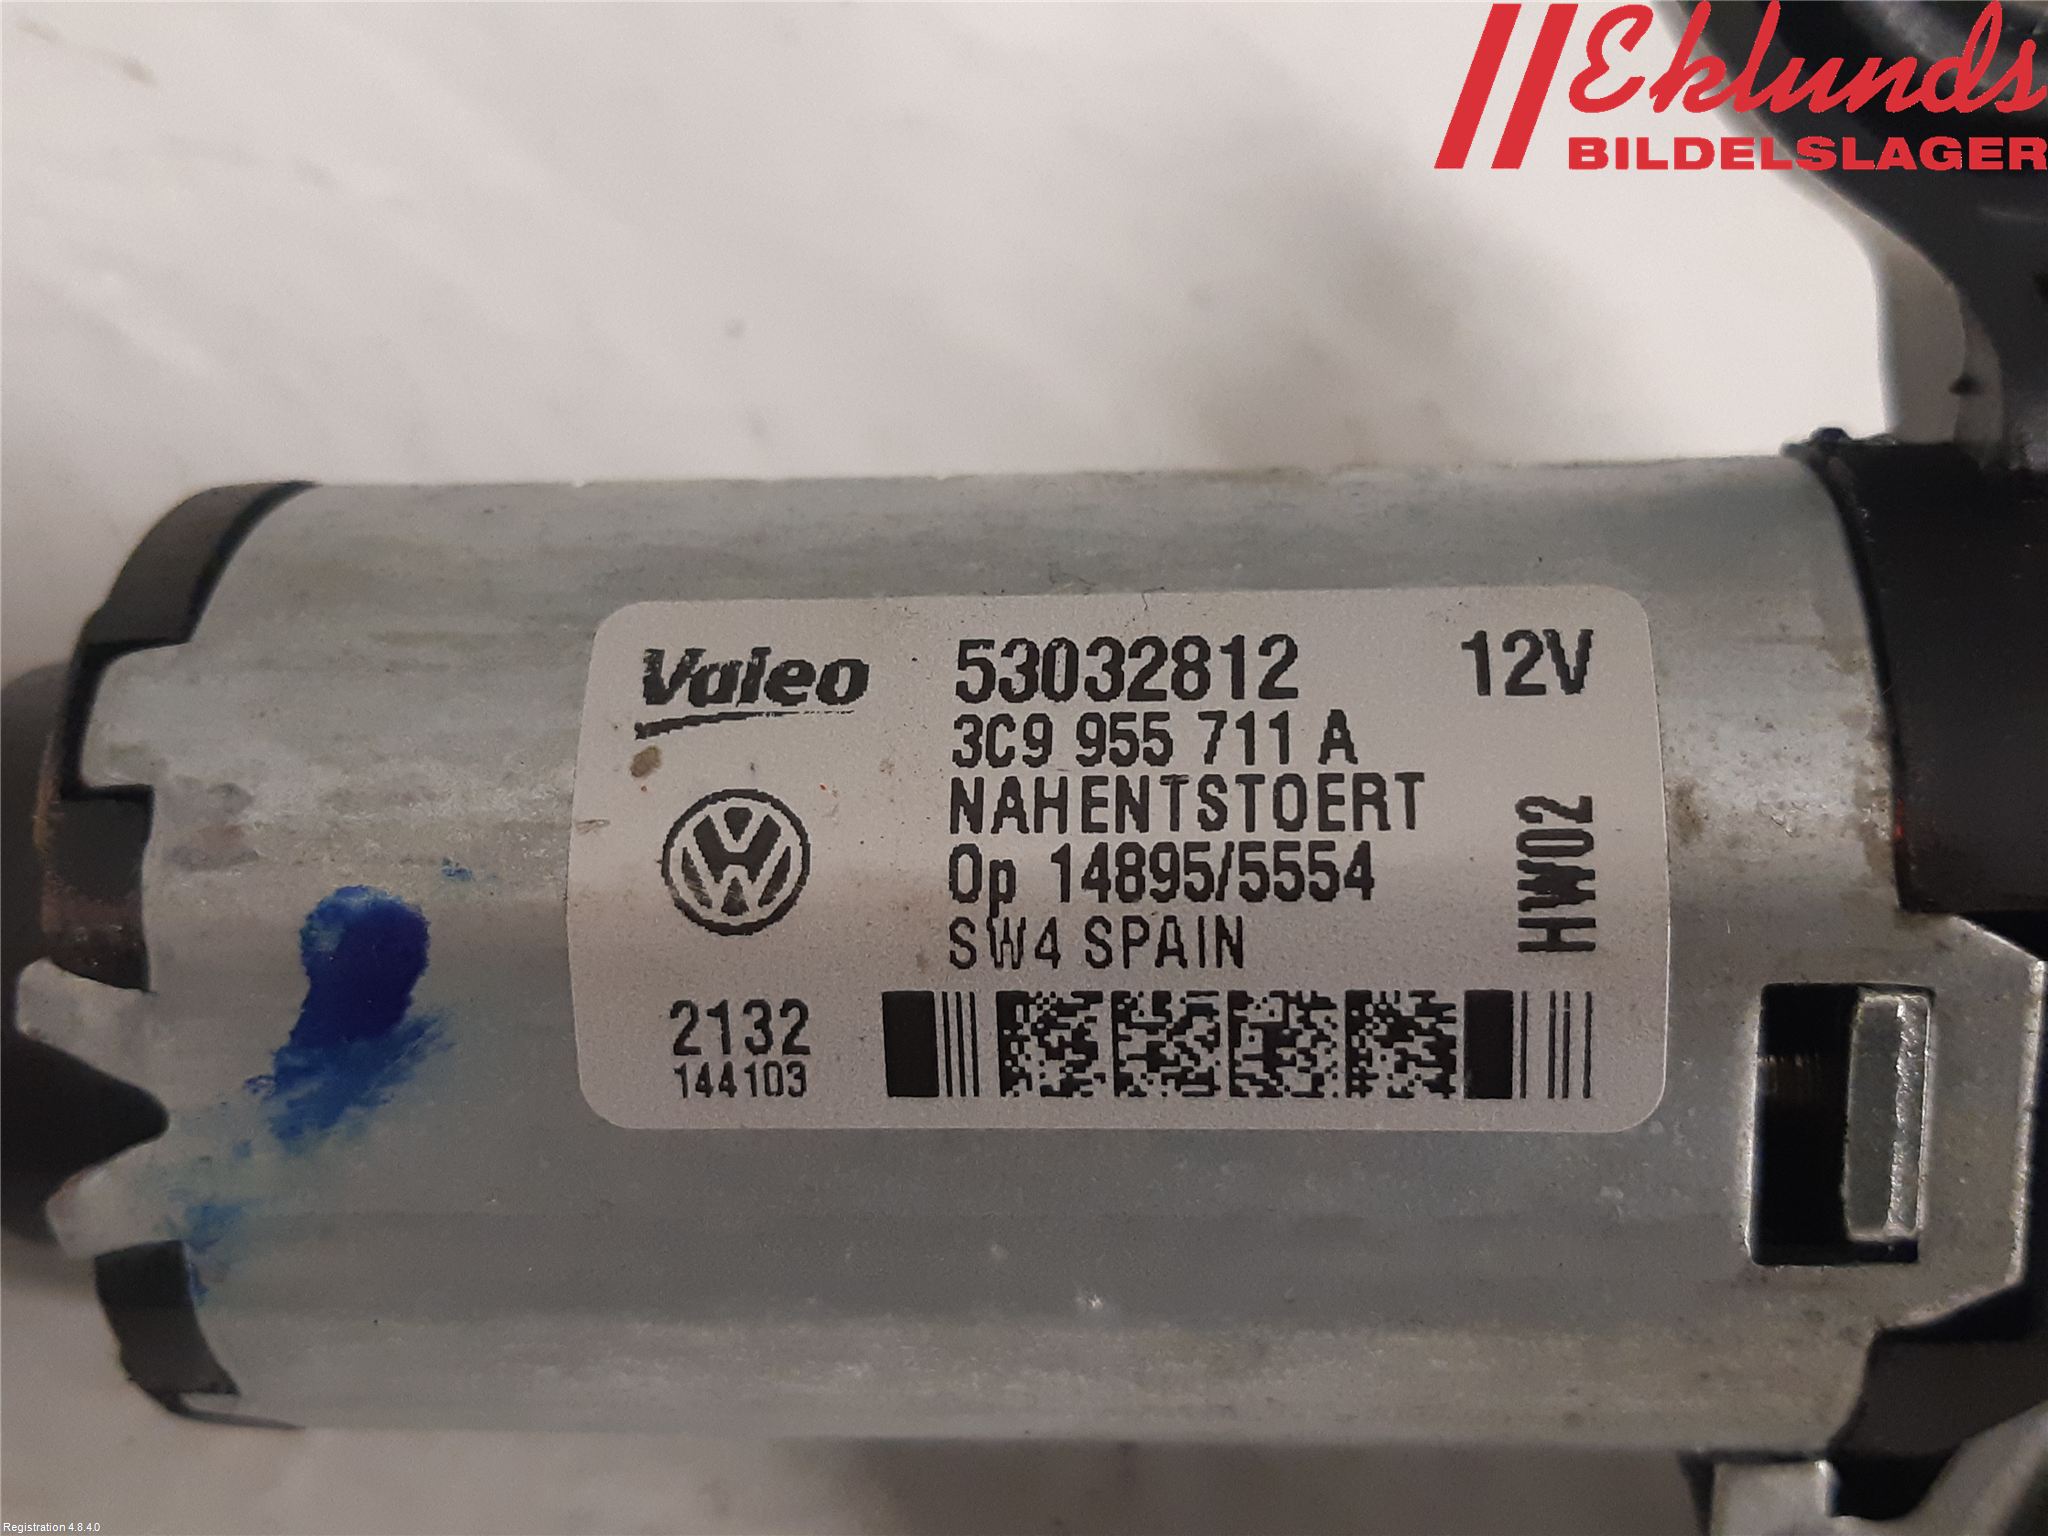 Eklunds
BILDELSLAGER
Valeo 53032812 12V
3C9 955 711 A
NAHENTSTOERT
Op 14895/5554
SW4 SPAIN
HW02
2132
144103
Registration 4.8.4.0